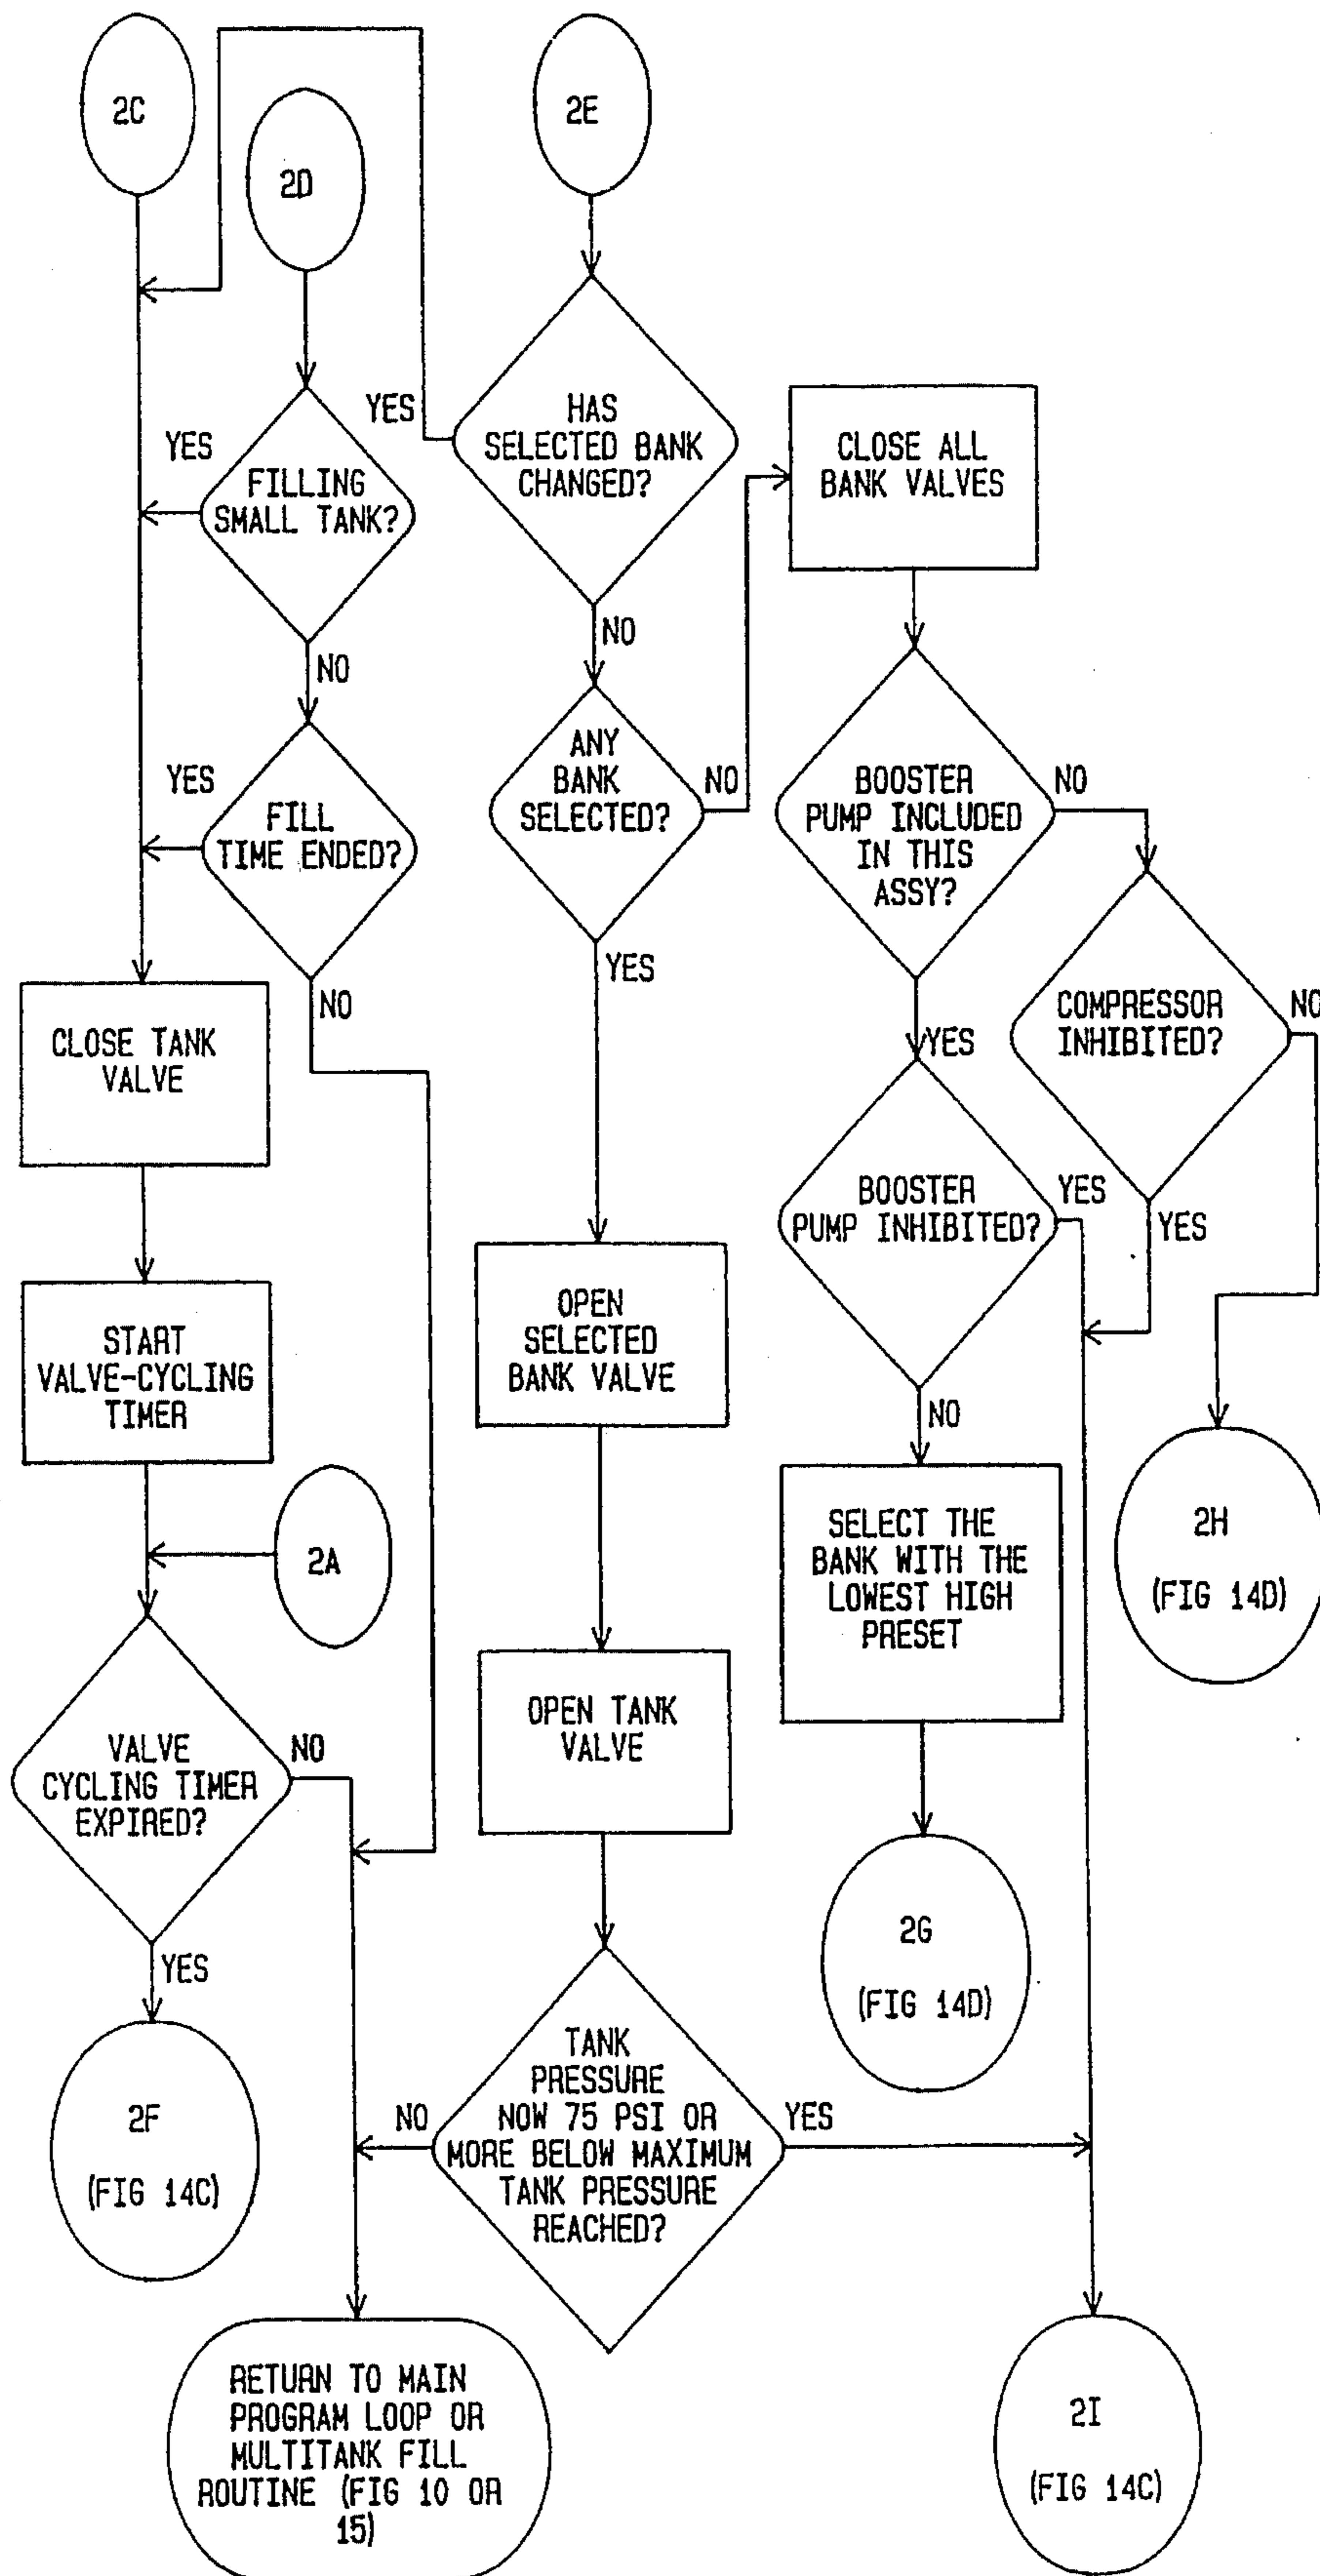 2C
2D
2E
YES
HAS
SELECTED BANK
CHANGED?
CLOSE ALL
BANK VALVES
YES
FILLING
SMALL TANK?
NO
NO
ANY
BANK
SELECTED?
NO
YES
FILL
TIME ENDED?
BOOSTER
PUMP INCLUDED
IN THIS
ASSY?
NO
YES
NO
CLOSE TANK
VALVE
YES
COMPRESSOR
INHIBITED?
NO
BOOSTER
PUMP INHIBITED?
YES
YES
START
VALVE-CYCLING
TIMER
OPEN
SELECTED
BANK VALVE
NO
2A
SELECT THE
BANK WITH THE
LOWEST HIGH
PRESET
2H
(FIG 14D)
VALVE
CYCLING TIMER
EXPIRED?
NO
OPEN TANK
VALVE
YES
2G
(FIG 14D)
2F
(FIG 14C)
TANK
PRESSURE
NOW 75 PSI OR
MORE BELOW MAXIMUM
TANK PRESSURE
REACHED?
NO
YES
RETURN TO MAIN
PROGRAM LOOP OR
MULTITANK FILL
ROUTINE (FIG 10 OR
15)
2I
(FIG 14C)